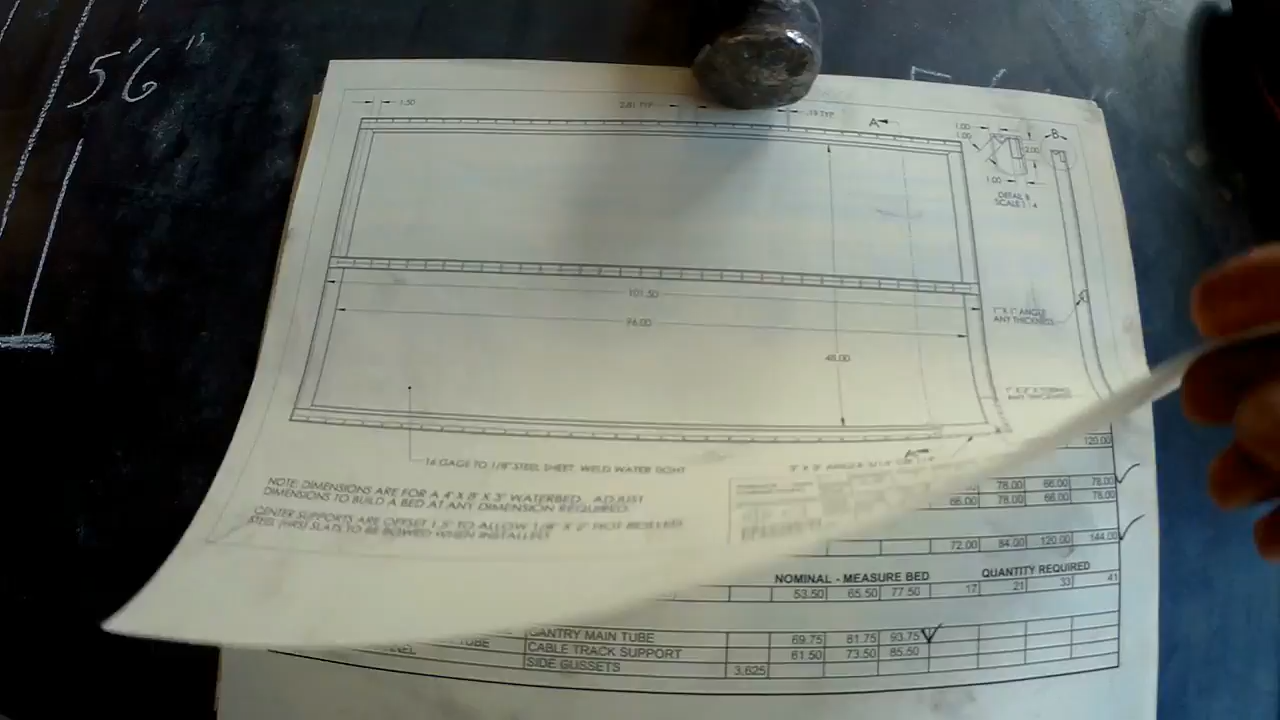 5'6"
1.50
2.81 TYP
.19 TYP
A
1.00
1.00
B
2.00
1.00
DETAIL B
SCALE 1:4
101.50
96.00
1" X 1" ANGLE
ANY THICKNESS
48.00
ANY THICKNESS
A
120.00
16 GAGE TO 1/8" STEEL SHEET. WELD WATER TIGHT
NOTE: DIMENSIONS ARE FOR A 4' X 8' X 3" WATERBED. ADJUST
DIMENSIONS TO BUILD A BED AT ANY DIMENSION REQUIRED.
CENTER SUPPORTS ARE OFFSET 1.5" TO ALLOW 1/8" X 2" HOT ROLLED
STEEL (HRS) SLATS TO BE BOWED WHEN INSTALLED
78.00 66.00 78.00
66.00 78.00 66.00 78.00
72.00 84.00 120.00 144.00
NOMINAL - MEASURE BED QUANTITY REQUIRED
53.50 65.50 77.50 17 21 33 41
TUBE GANTRY MAIN TUBE 69.75 81.75 93.75
NEL CABLE TRACK SUPPORT 61.50 73.50 85.50
SIDE GUSSETS 3.625